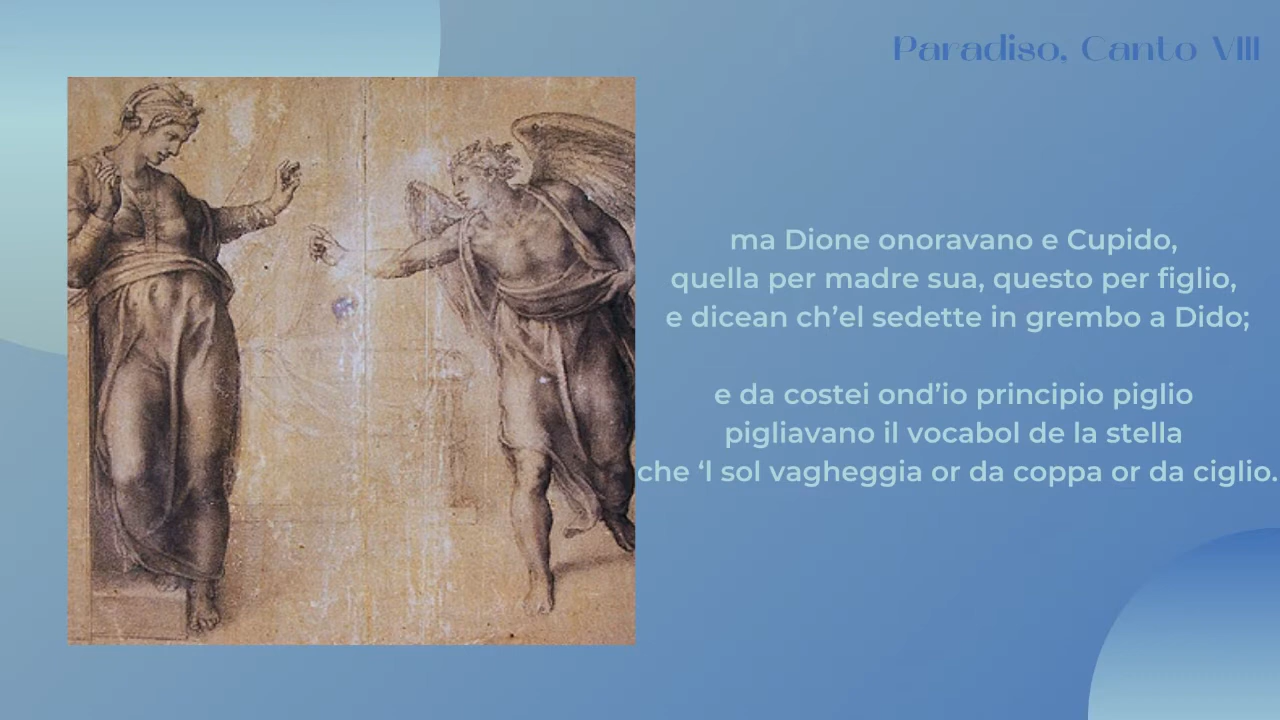 Paradiso, Canto VIII
ma Dione onoravano e Cupido,
quella per madre sua, questo per figlio,
e dicean ch’el sedette in grembo a Dido;
e da costei ond’io principio piglio
pigliavano il vocabol de la stella
che ‘l sol vagheggia or da coppa or da ciglio.